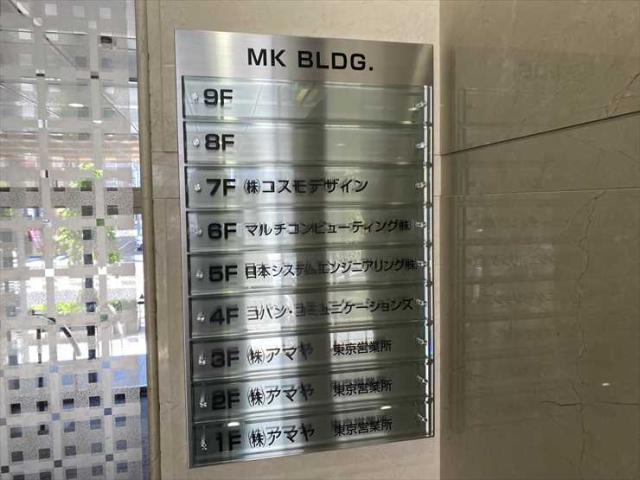 MK BLDG.
9F
8F
7F ㈱コスモデザイン
6F マルチコンピューティング㈱
5F 日本システムエンジニアリング㈱
4F ヨバン・コミュニケーションズ
3F ㈱アマヤ 東京営業所
2F ㈱アマヤ 東京営業所
1F ㈱アマヤ 東京営業所